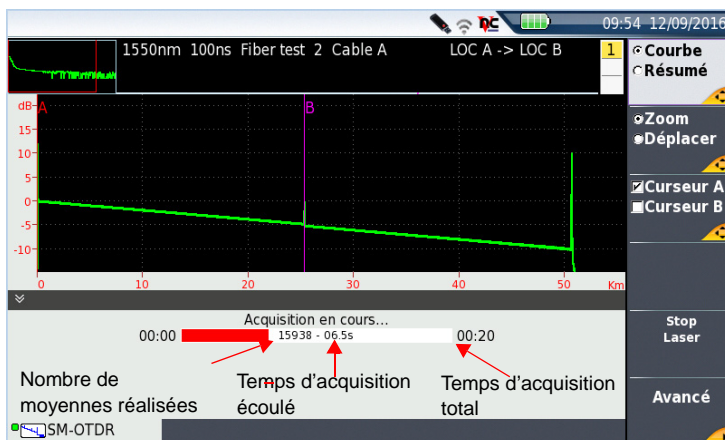 09:54 12/09/2016
1550nm 100ns Fiber test 2 Cable A LOC A -> LOC B 1
Courbe
Résumé
dB A B
15
10
5
0
-5
-10
0 10 20 30 40 50 Km
Zoom
Déplacer
Curseur A
Curseur B
Acquisition en cours...
00:00 15938 - 06.5s 00:20
Stop
Laser
Nombre de
moyennes réalisées
Temps d'acquisition
écoulé
Temps d'acquisition
total
Avancé
SM-OTDR